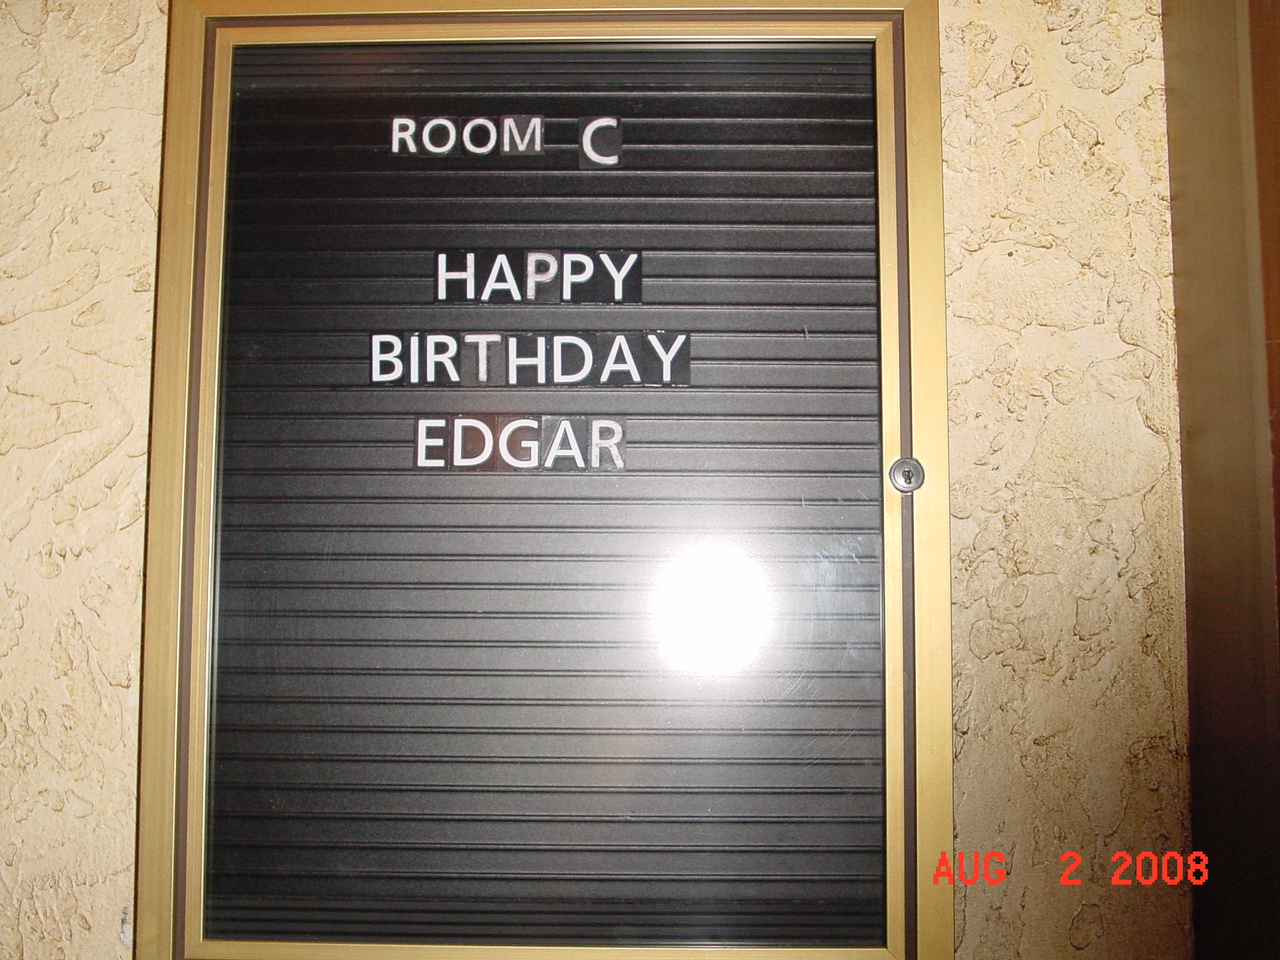 ROOM C
HAPPY
BIRTHDAY
EDGAR
AUG 2 2008